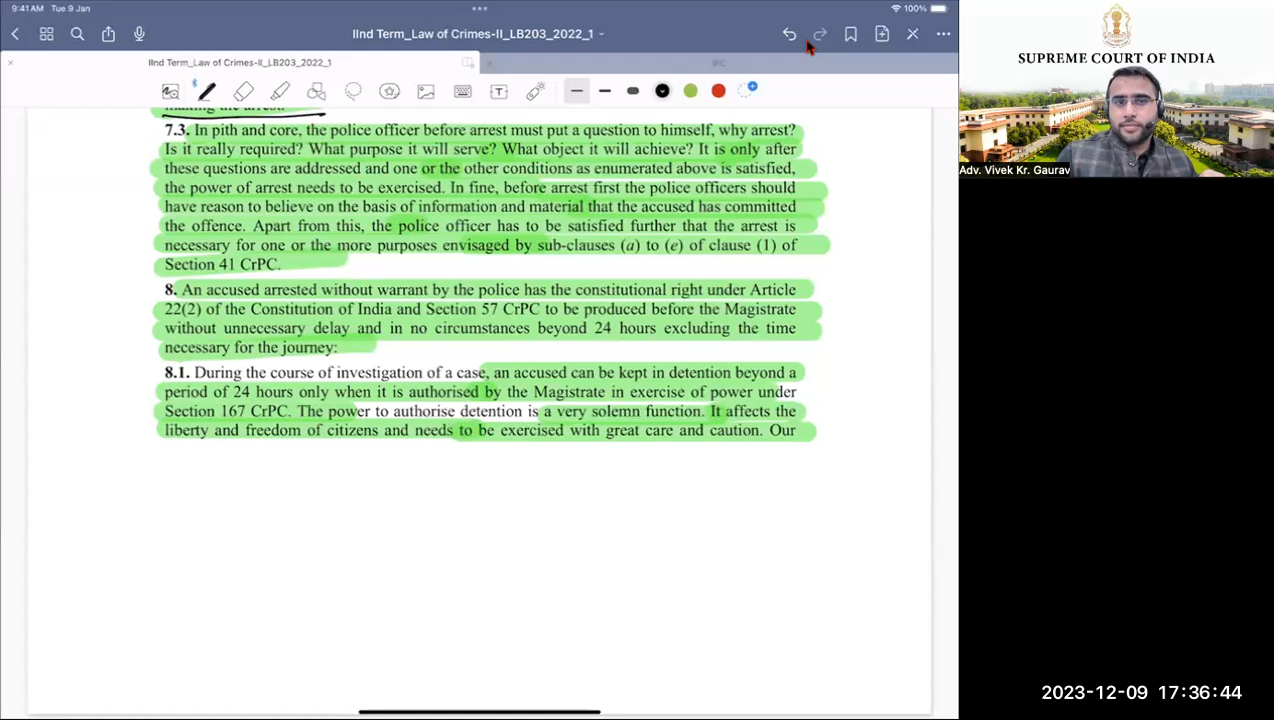 9:41 AM Tue 9 Jan
100%
IInd Term_Law of Crimes-II_LB203_2022_1
IInd Term_Law of Crimes-II_LB203_2022_1
IPC
making the arrest.
7.3. In pith and core, the police officer before arrest must put a question to himself, why arrest?
Is it really required? What purpose it will serve? What object it will achieve? It is only after
these questions are addressed and one or the other conditions as enumerated above is satisfied,
the power of arrest needs to be exercised. In fine, before arrest first the police officers should
have reason to believe on the basis of information and material that the accused has committed
the offence. Apart from this, the police officer has to be satisfied further that the arrest is
necessary for one or the more purposes envisaged by sub-clauses (a) to (e) of clause (1) of
Section 41 CrPC.
8. An accused arrested without warrant by the police has the constitutional right under Article
22(2) of the Constitution of India and Section 57 CrPC to be produced before the Magistrate
without unnecessary delay and in no circumstances beyond 24 hours excluding the time
necessary for the journey:
8.1. During the course of investigation of a case, an accused can be kept in detention beyond a
period of 24 hours only when it is authorised by the Magistrate in exercise of power under
Section 167 CrPC. The power to authorise detention is a very solemn function. It affects the
liberty and freedom of citizens and needs to be exercised with great care and caution. Our
SUPREME COURT OF INDIA
Adv. Vivek Kr. Gaurav
2023-12-09 17:36:44